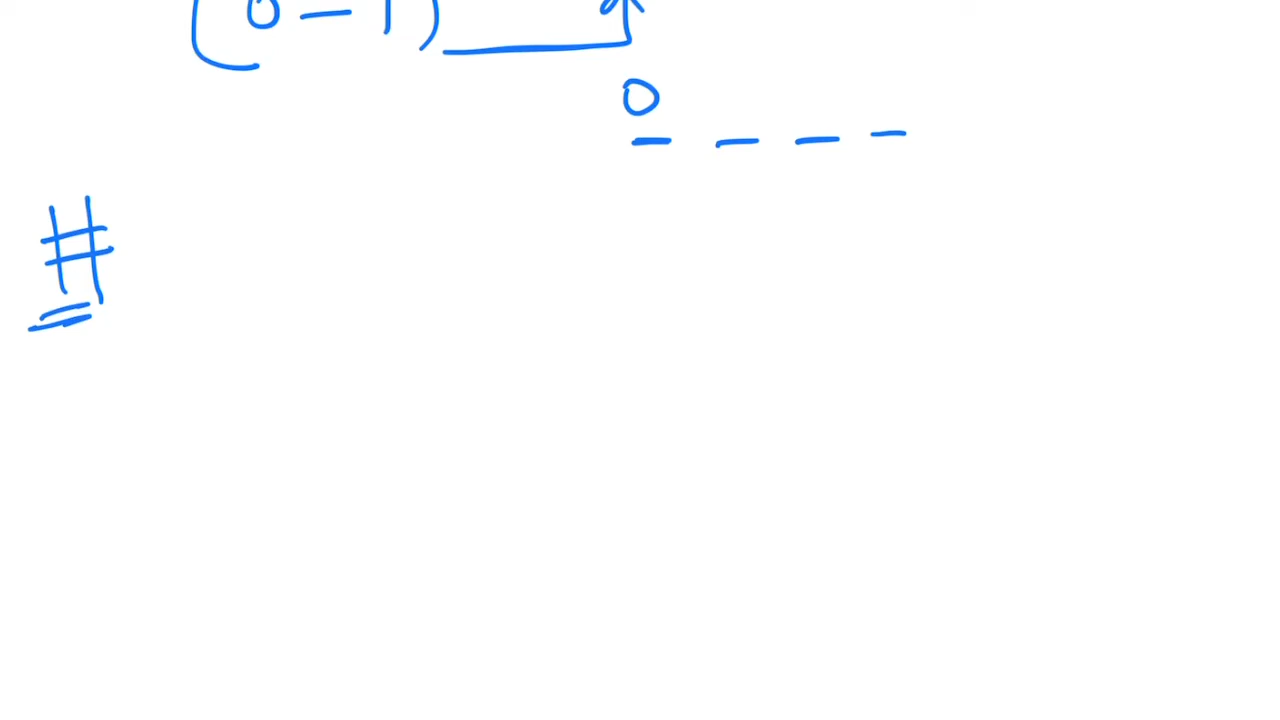 (0 – 1)
0
_ _ _ _
#